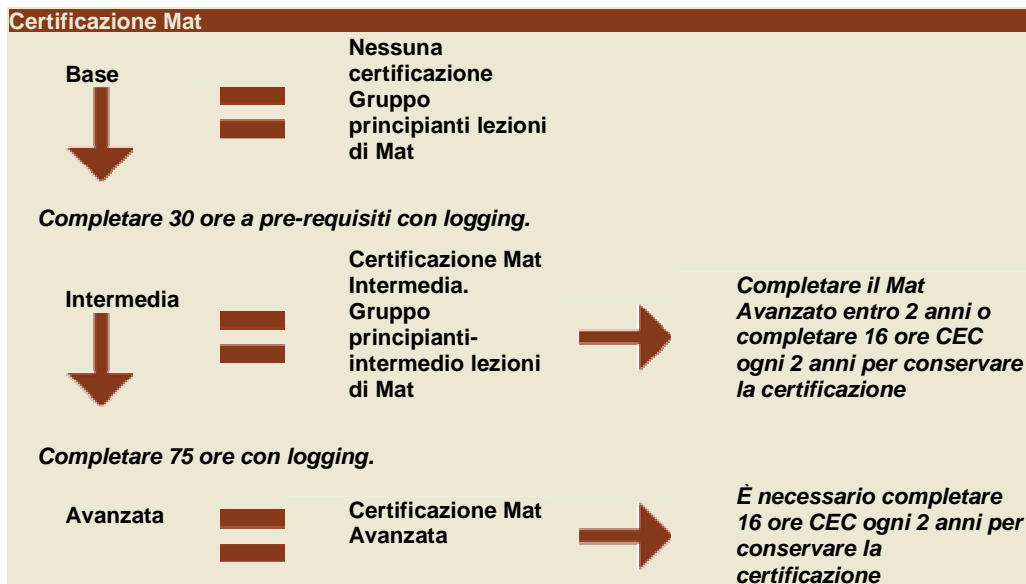 Certificazione Mat
Base
Nessuna
certificazione
Gruppo
principianti lezioni
di Mat
Completare 30 ore a pre-requisiti con logging.
Intermedia
Certificazione Mat
Intermedia.
Gruppo
principianti-
intermedio lezioni
di Mat
Completare il Mat
Avanzato entro 2 anni o
completare 16 ore CEC
ogni 2 anni per conservare
la certificazione
Completare 75 ore con logging.
Avanzata
Certificazione Mat
Avanzata
È necessario completare
16 ore CEC ogni 2 anni per
conservare la
certificazione